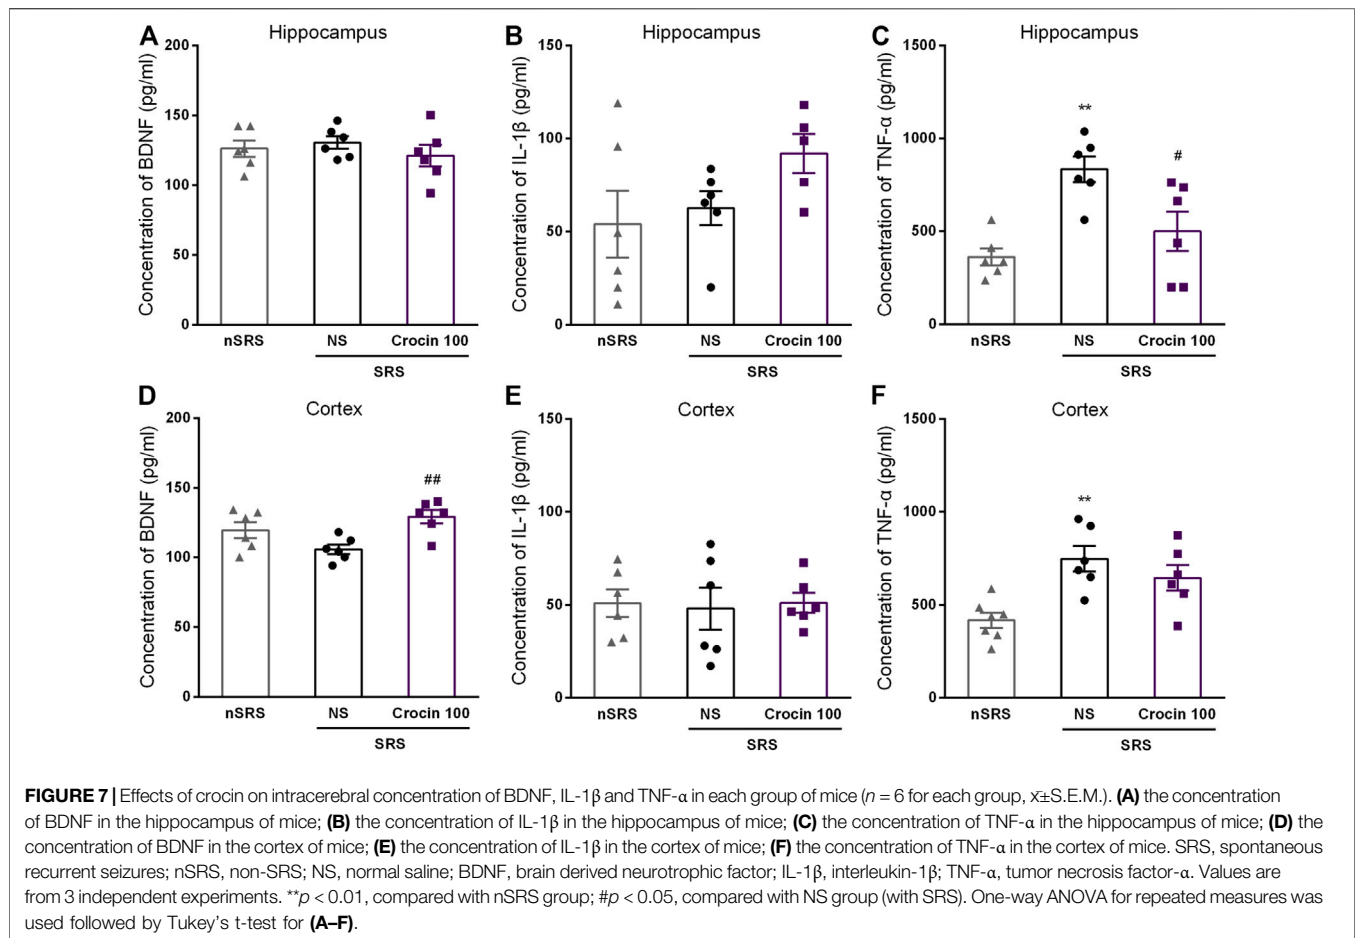 A
Hippocampus
Concentration of BDNF (pg/ml)
200
150
100
50
0
nSRS
NS
Crocin 100
SRS
B
Hippocampus
Concentration of IL-1β (pg/ml)
150
100
50
0
nSRS
NS
Crocin 100
SRS
C
Hippocampus
Concentration of TNF-α (pg/ml)
1500
1000
500
0
**
#
nSRS
NS
Crocin 100
SRS
D
Cortex
Concentration of BDNF (pg/ml)
200
150
100
50
0
##
nSRS
NS
Crocin 100
SRS
E
Cortex
Concentration of IL-1β (pg/ml)
150
100
50
0
nSRS
NS
Crocin 100
SRS
F
Cortex
Concentration of TNF-α (pg/ml)
1500
1000
500
0
**
nSRS
NS
Crocin 100
SRS
FIGURE 7 | Effects of crocin on intracerebral concentration of BDNF, IL-1β and TNF-α in each group of mice (n = 6 for each group, x̄±S.E.M.). (A) the concentration
of BDNF in the hippocampus of mice; (B) the concentration of IL-1β in the hippocampus of mice; (C) the concentration of TNF-α in the hippocampus of mice; (D) the
concentration of BDNF in the cortex of mice; (E) the concentration of IL-1β in the cortex of mice; (F) the concentration of TNF-α in the cortex of mice. SRS, spontaneous
recurrent seizures; nSRS, non-SRS; NS, normal saline; BDNF, brain derived neurotrophic factor; IL-1β, interleukin-1β; TNF-α, tumor necrosis factor-α. Values are
from 3 independent experiments. **p < 0.01, compared with nSRS group; #p < 0.05, compared with NS group (with SRS). One-way ANOVA for repeated measures was
used followed by Tukey's t-test for (A–F).